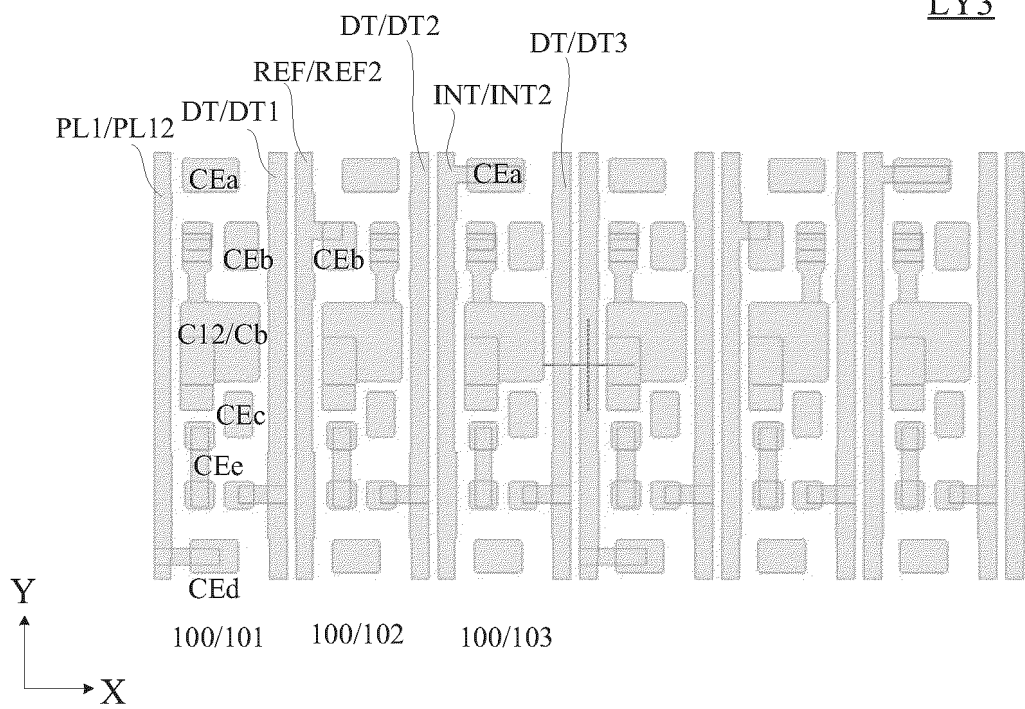 LY3
DT/DT2
DT/DT3
REF/REF2
INT/INT2
DT/DT1
PL1/PL12
CEa
CEa
CEb
CEb
C12/Cb
CEc
CEe
CEd
Y
100/101
100/102
100/103
X